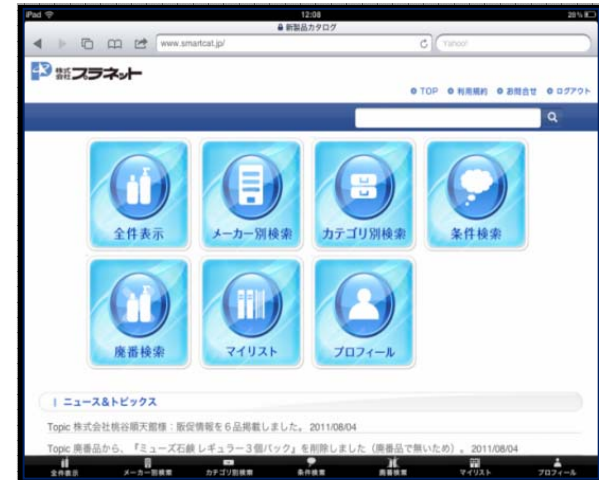 iPad 12:08 28%
新製品カタログ
www.smartcat.jp/ Yahoo!
株式会社プラネット
TOP 利用規約 お問合せ ログアウト
全件表示 メーカー別検索 カテゴリ別検索 条件検索
廃番検索 マイリスト プロフィール
ニュース&トピックス
Topic 株式会社桃谷順天館様:販促情報を6品掲載しました。 2011/08/04
Topic 廃番品から、『ミューズ石鹸 レギュラー3個パック』を削除しました(廃番品で無いため)。 2011/08/04
全件表示 メーカー別検索 カテゴリ別検索 条件検索 廃番検索 マイリスト プロフィール